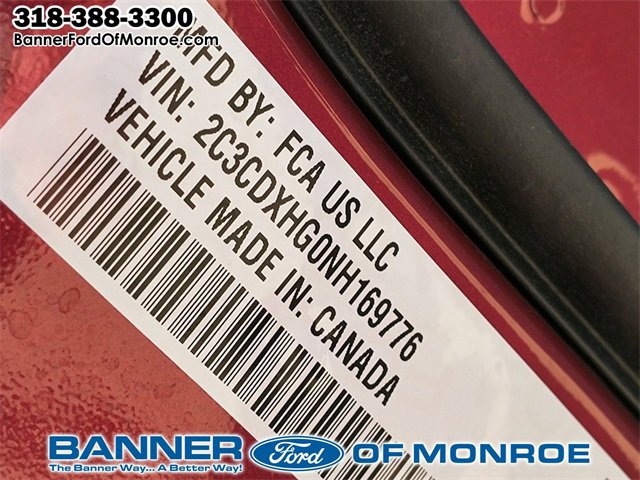 318-388-3300
BannerFordOfMonroe.com
MFD BY: FCA US LLC
VIN: 2C3CDXHG0NH169776
VEHICLE MADE IN: CANADA
BANNER Ford OF MONROE
The Banner Way... A Better Way!